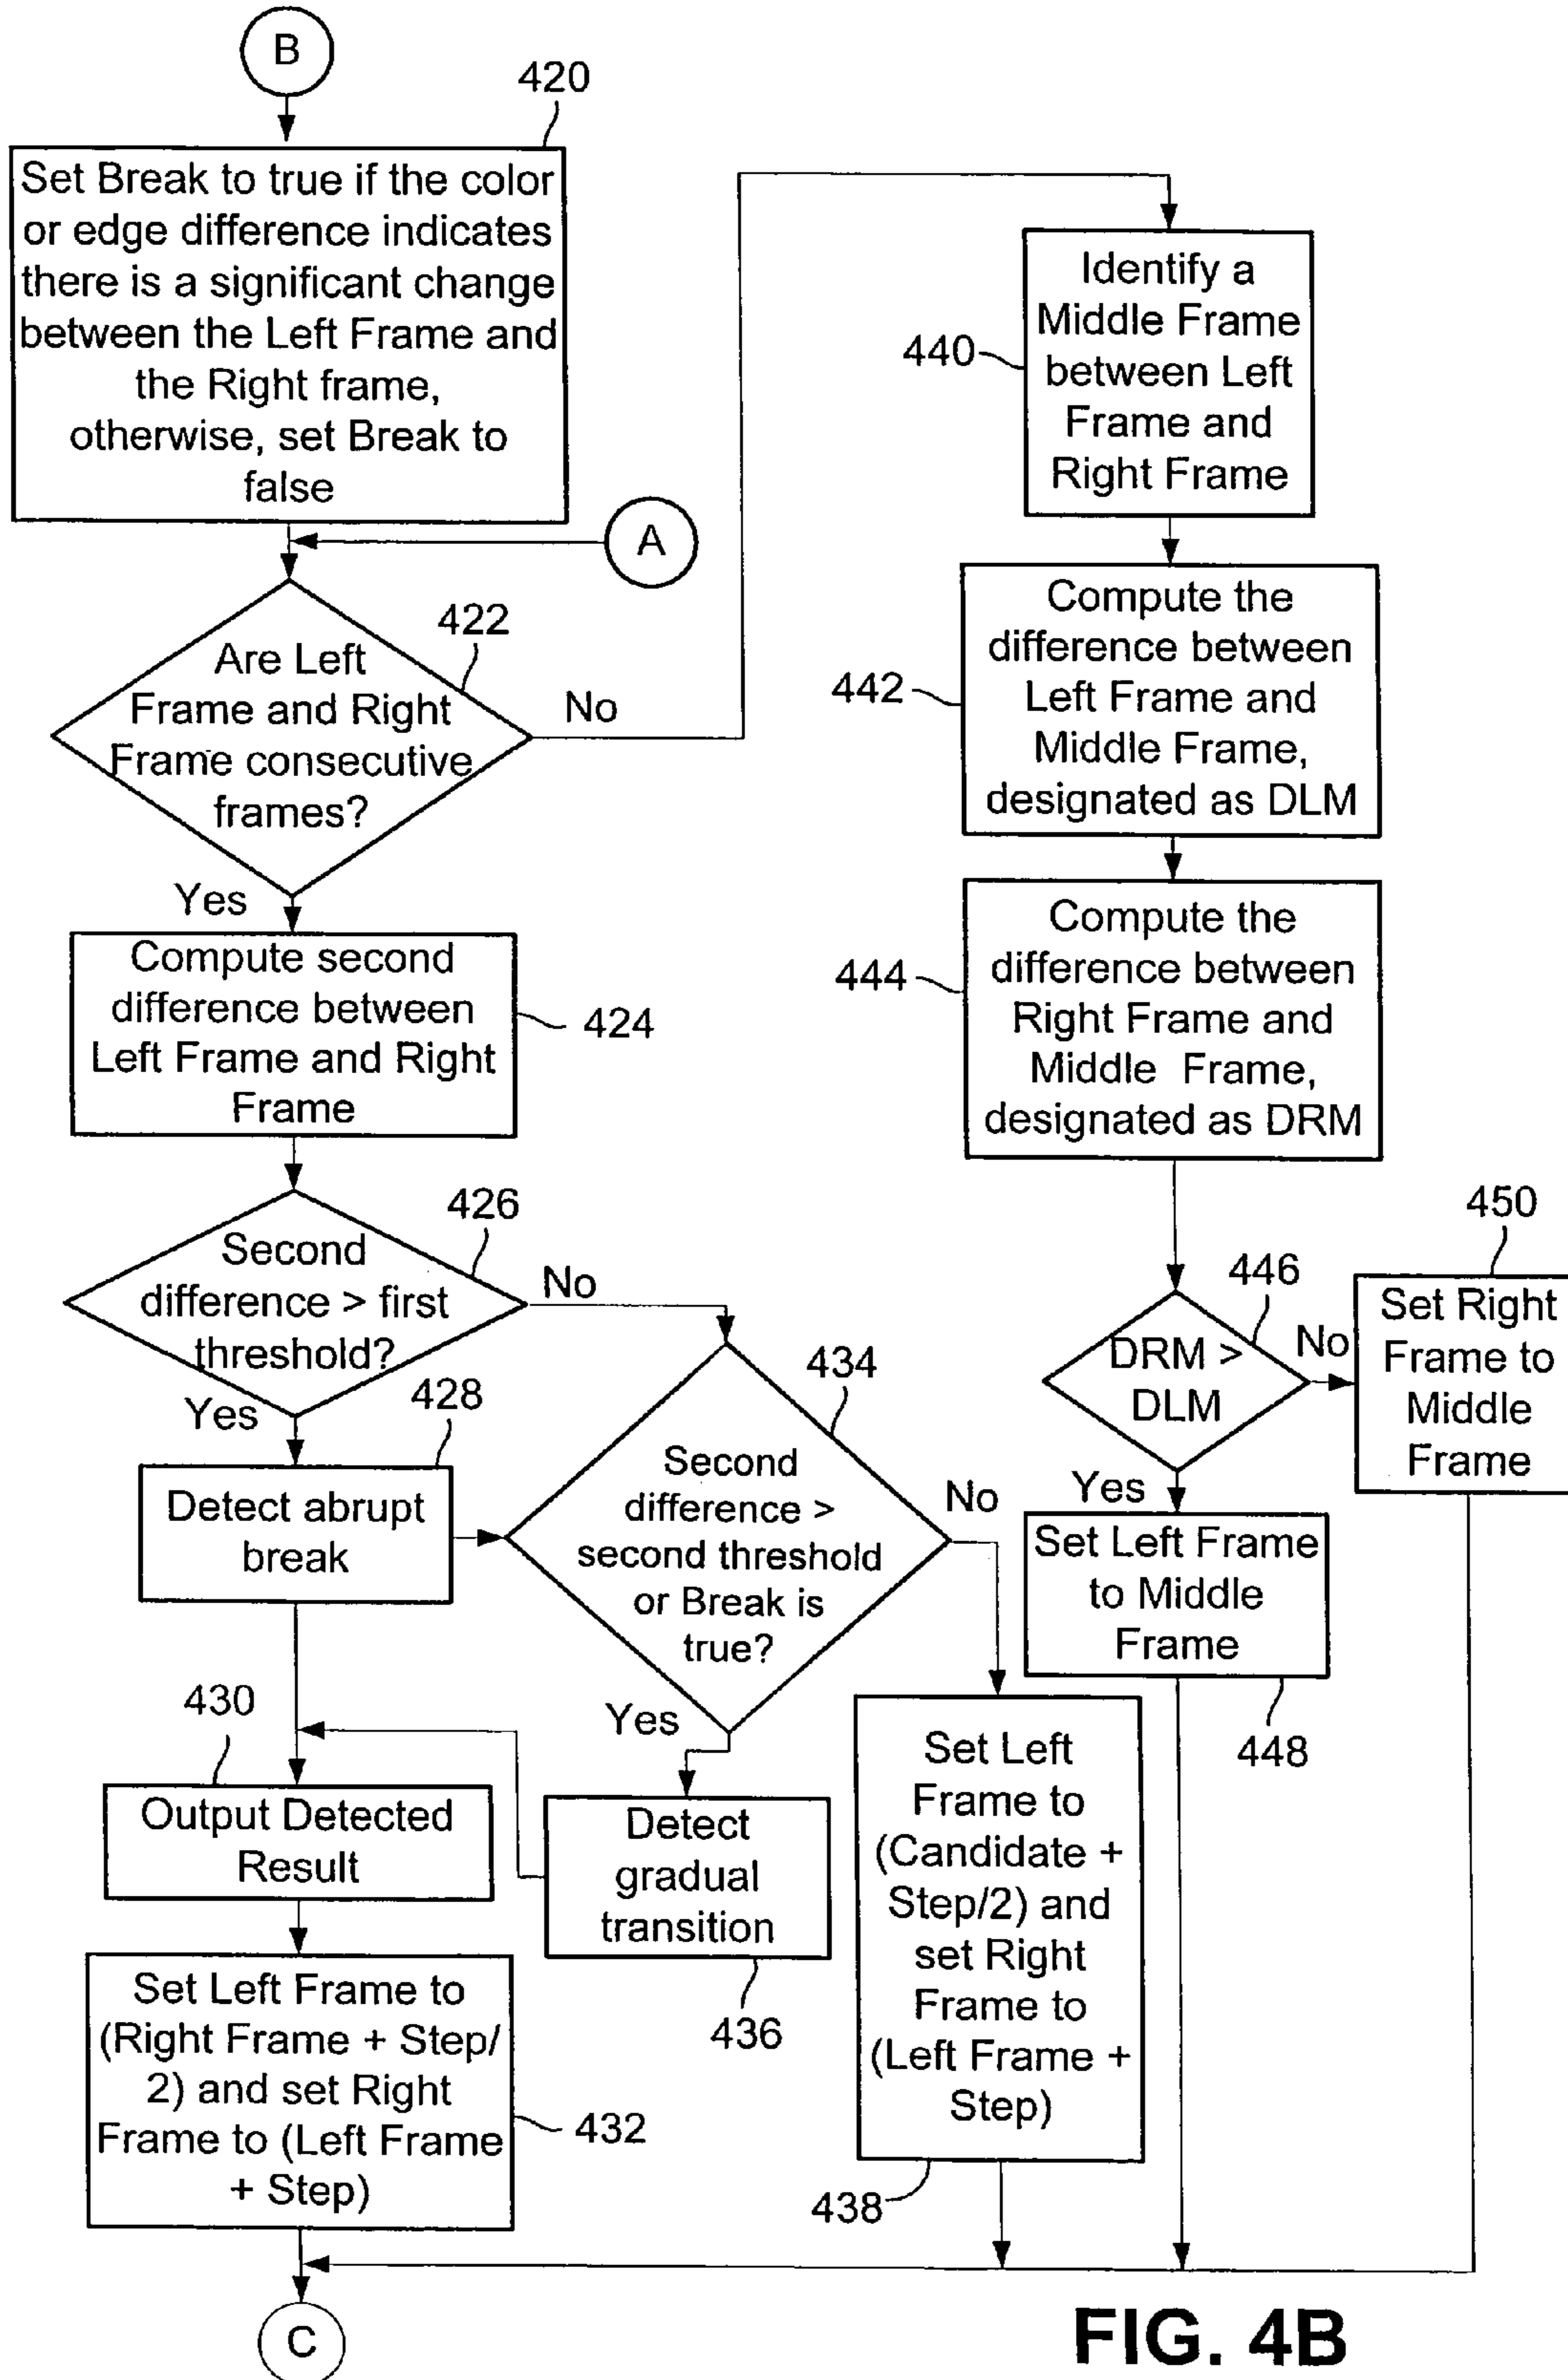 B
420
Set Break to true if the color
or edge difference indicates
there is a significant change
between the Left Frame and
the Right frame,
otherwise, set Break to
false
A
422
Are Left
Frame and Right
Frame consecutive
frames?
No
Yes
Compute second
difference between
Left Frame and Right
Frame
424
426
Second
difference > first
threshold?
No
Yes
428
Detect abrupt
break
434
Second
difference >
second threshold
or Break is
true?
No
Yes
430
Output Detected
Result
Detect
gradual
transition
436
Set Left Frame to
(Right Frame + Step/
2) and set Right
Frame to (Left Frame
+ Step)
432
Set Left
Frame to
(Candidate +
Step/2) and
set Right
Frame to
(Left Frame +
Step)
438
440
Identify a
Middle Frame
between Left
Frame and
Right Frame
442
Compute the
difference between
Left Frame and
Middle Frame,
designated as DLM
444
Compute the
difference between
Right Frame and
Middle Frame,
designated as DRM
446
DRM >
DLM
No
Yes
450
Set Right
Frame to
Middle
Frame
Set Left Frame
to Middle
Frame
448
C
FIG. 4B